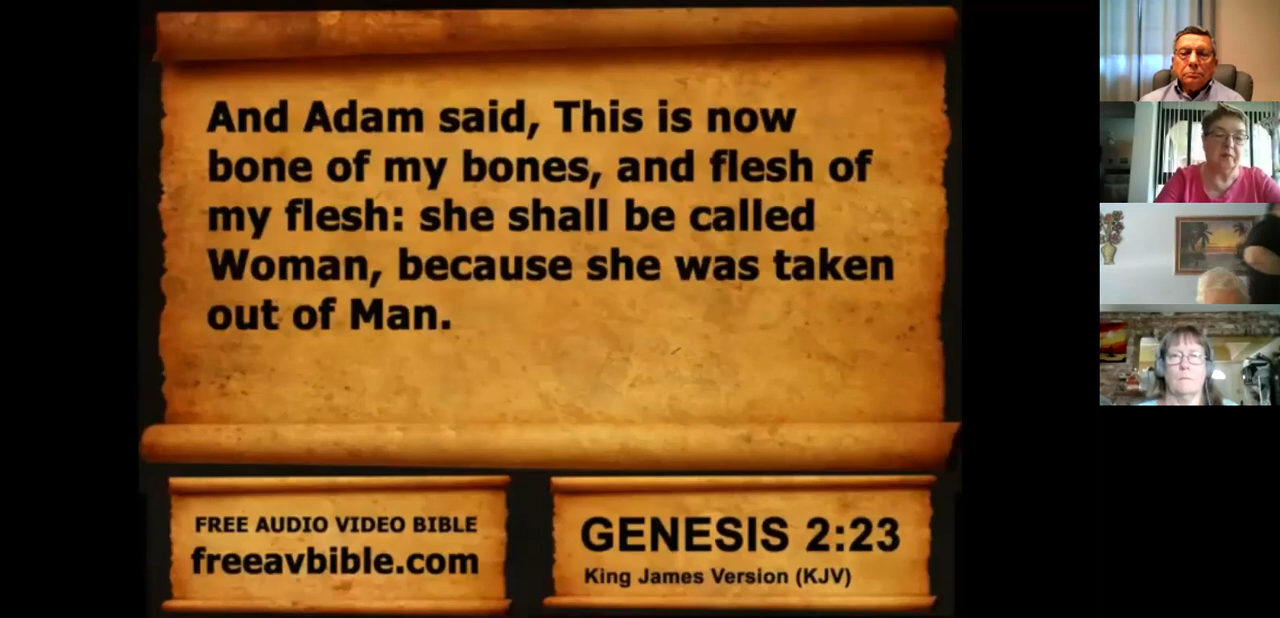 And Adam said, This is now
bone of my bones, and flesh of
my flesh: she shall be called
Woman, because she was taken
out of Man.
FREE AUDIO VIDEO BIBLE
freeavbible.com
GENESIS 2:23
King James Version (KJV)